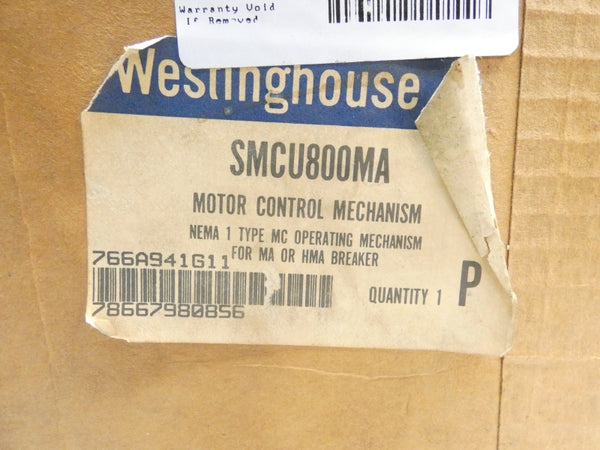 Warranty Void
If Removed
Westinghouse
SMCU800MA
MOTOR CONTROL MECHANISM
NEMA 1 TYPE MC OPERATING MECHANISM
FOR MA OR HMA BREAKER
766A941G11
78667980856
QUANTITY 1
P